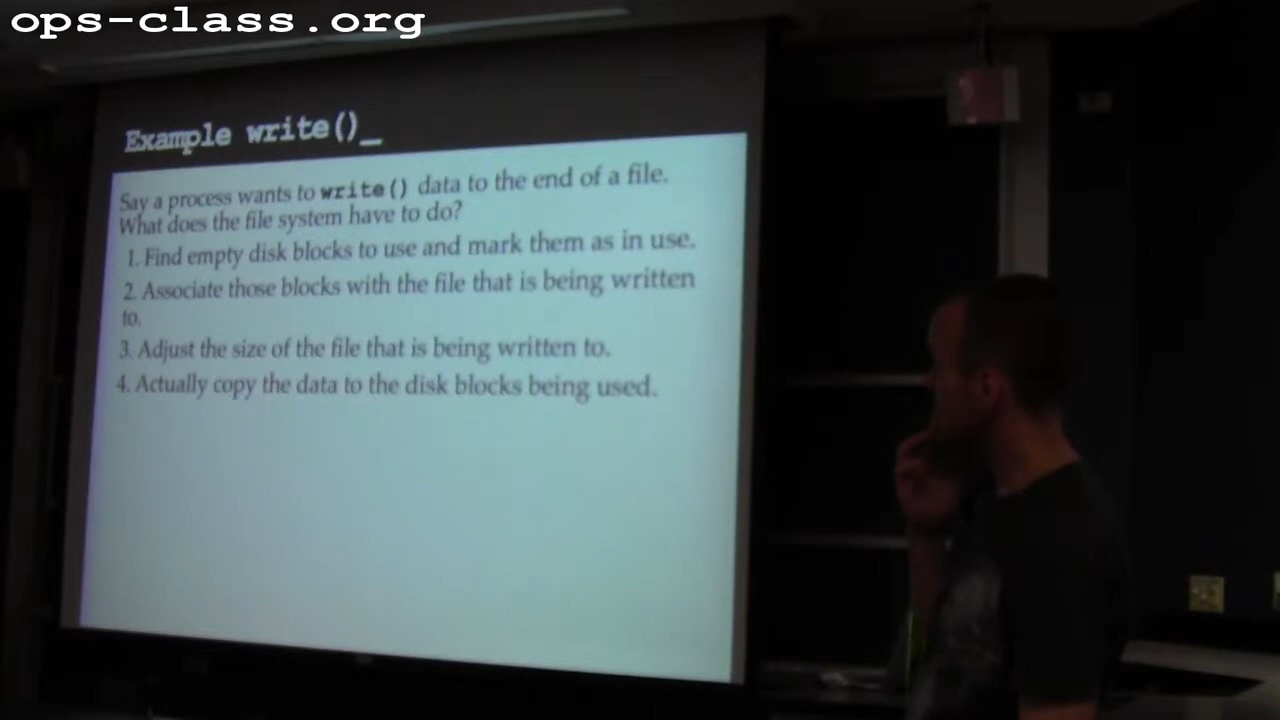 ops-class.org
Example write()_
Say a process wants to write() data to the end of a file.
What does the file system have to do?
1. Find empty disk blocks to use and mark them as in use.
2. Associate those blocks with the file that is being written
to.
3. Adjust the size of the file that is being written to.
4. Actually copy the data to the disk blocks being used.